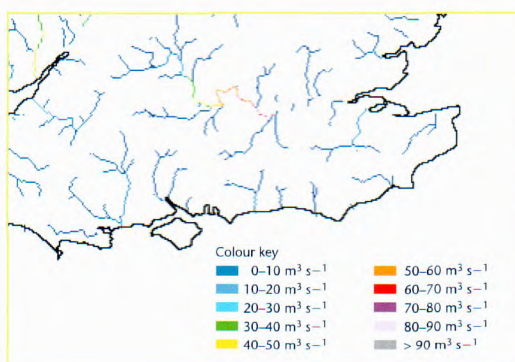 Colour key
0–10 m³ s−¹
10–20 m³ s−¹
20–30 m³ s−¹
30–40 m³ s−¹
40–50 m³ s−¹
50–60 m³ s−¹
60–70 m³ s−¹
70–80 m³ s−¹
80–90 m³ s−¹
> 90 m³ s−¹